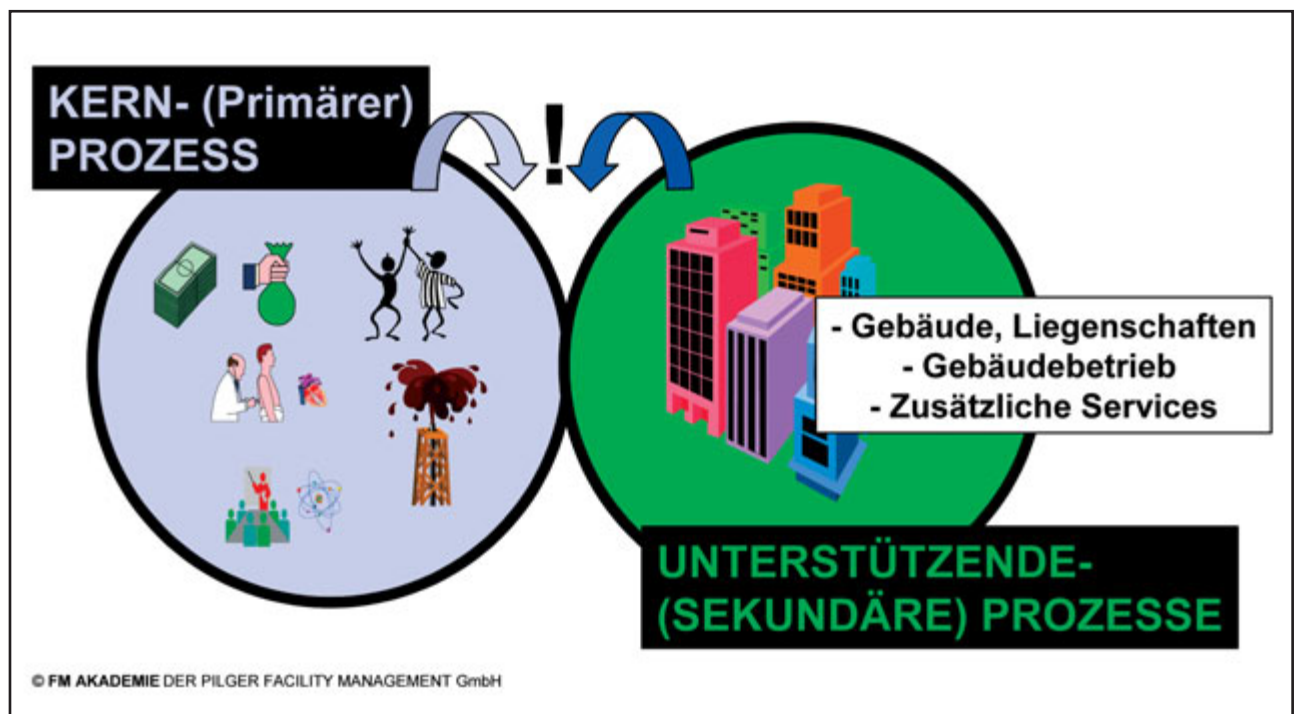 KERN- (Primärer)
PROZESS
!
- Gebäude, Liegenschaften
- Gebäudebetrieb
- Zusätzliche Services
UNTERSTÜTZENDE-
(SEKUNDÄRE) PROZESSE
© FM AKADEMIE DER PILGER FACILITY MANAGEMENT GmbH